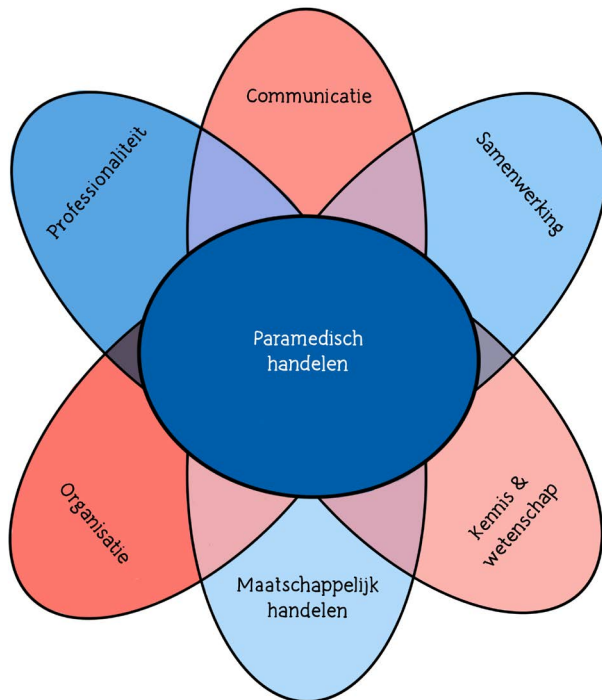 Communicatie
Professionaliteit
Samenwerking
Paramedisch
handelen
Organisatie
Kennis &
wetenschap
Maatschappelijk
handelen